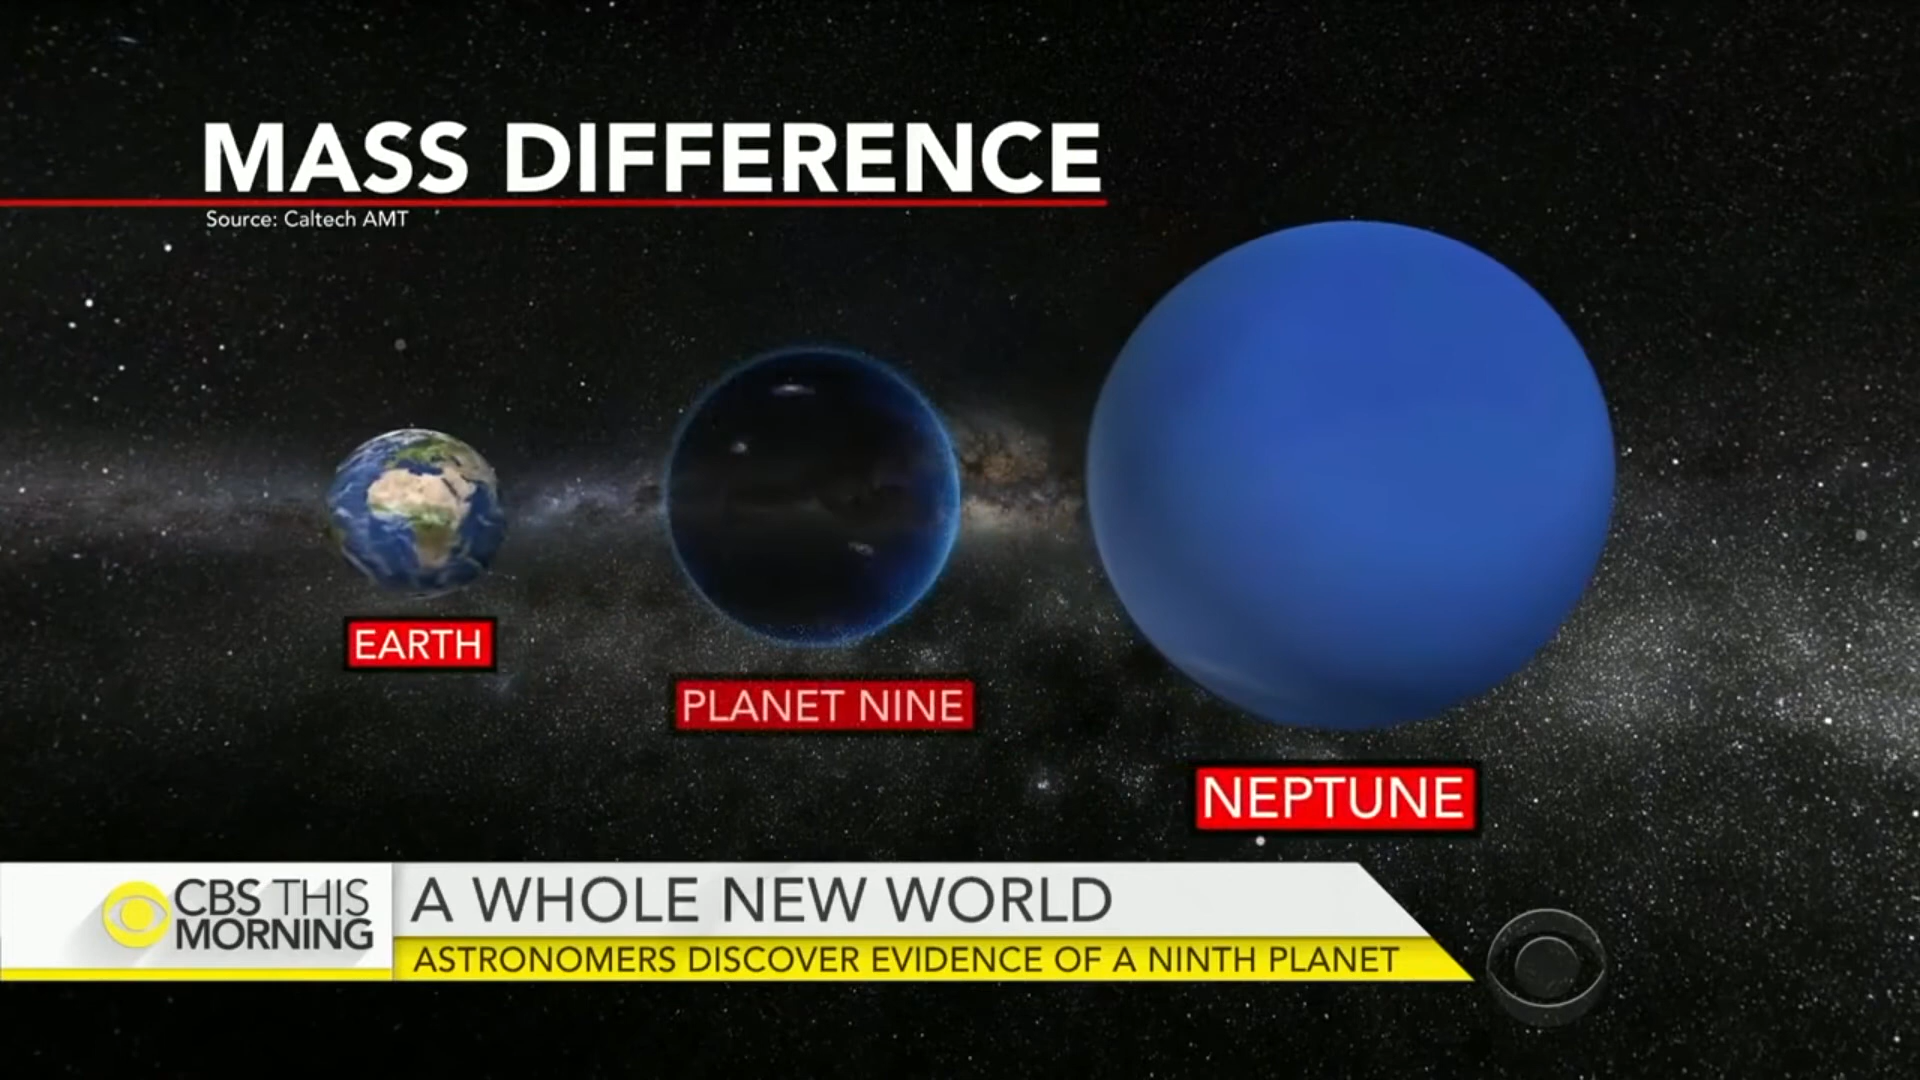 MASS DIFFERENCE
Source: Caltech AMT
EARTH
PLANET NINE
NEPTUNE
CBS THIS
MORNING
A WHOLE NEW WORLD
ASTRONOMERS DISCOVER EVIDENCE OF A NINTH PLANET